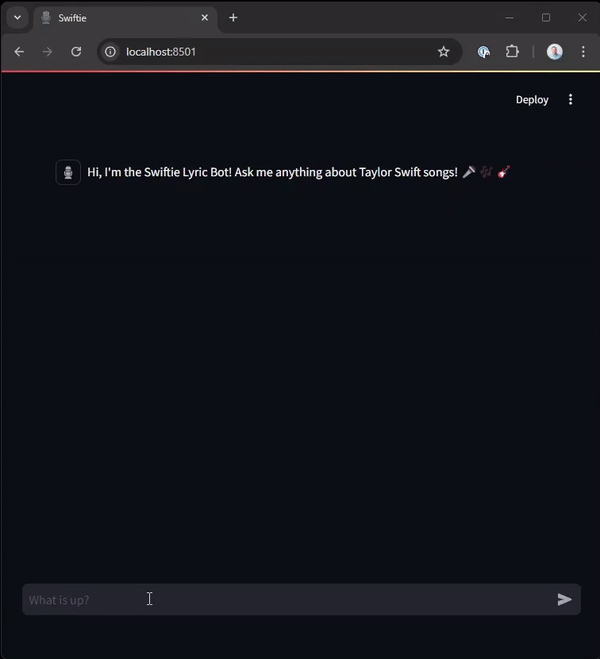 Swiftie
localhost:8501
Deploy
Hi, I'm the Swiftie Lyric Bot! Ask me anything about Taylor Swift songs! 🎤 🎶 🎸
What is up?